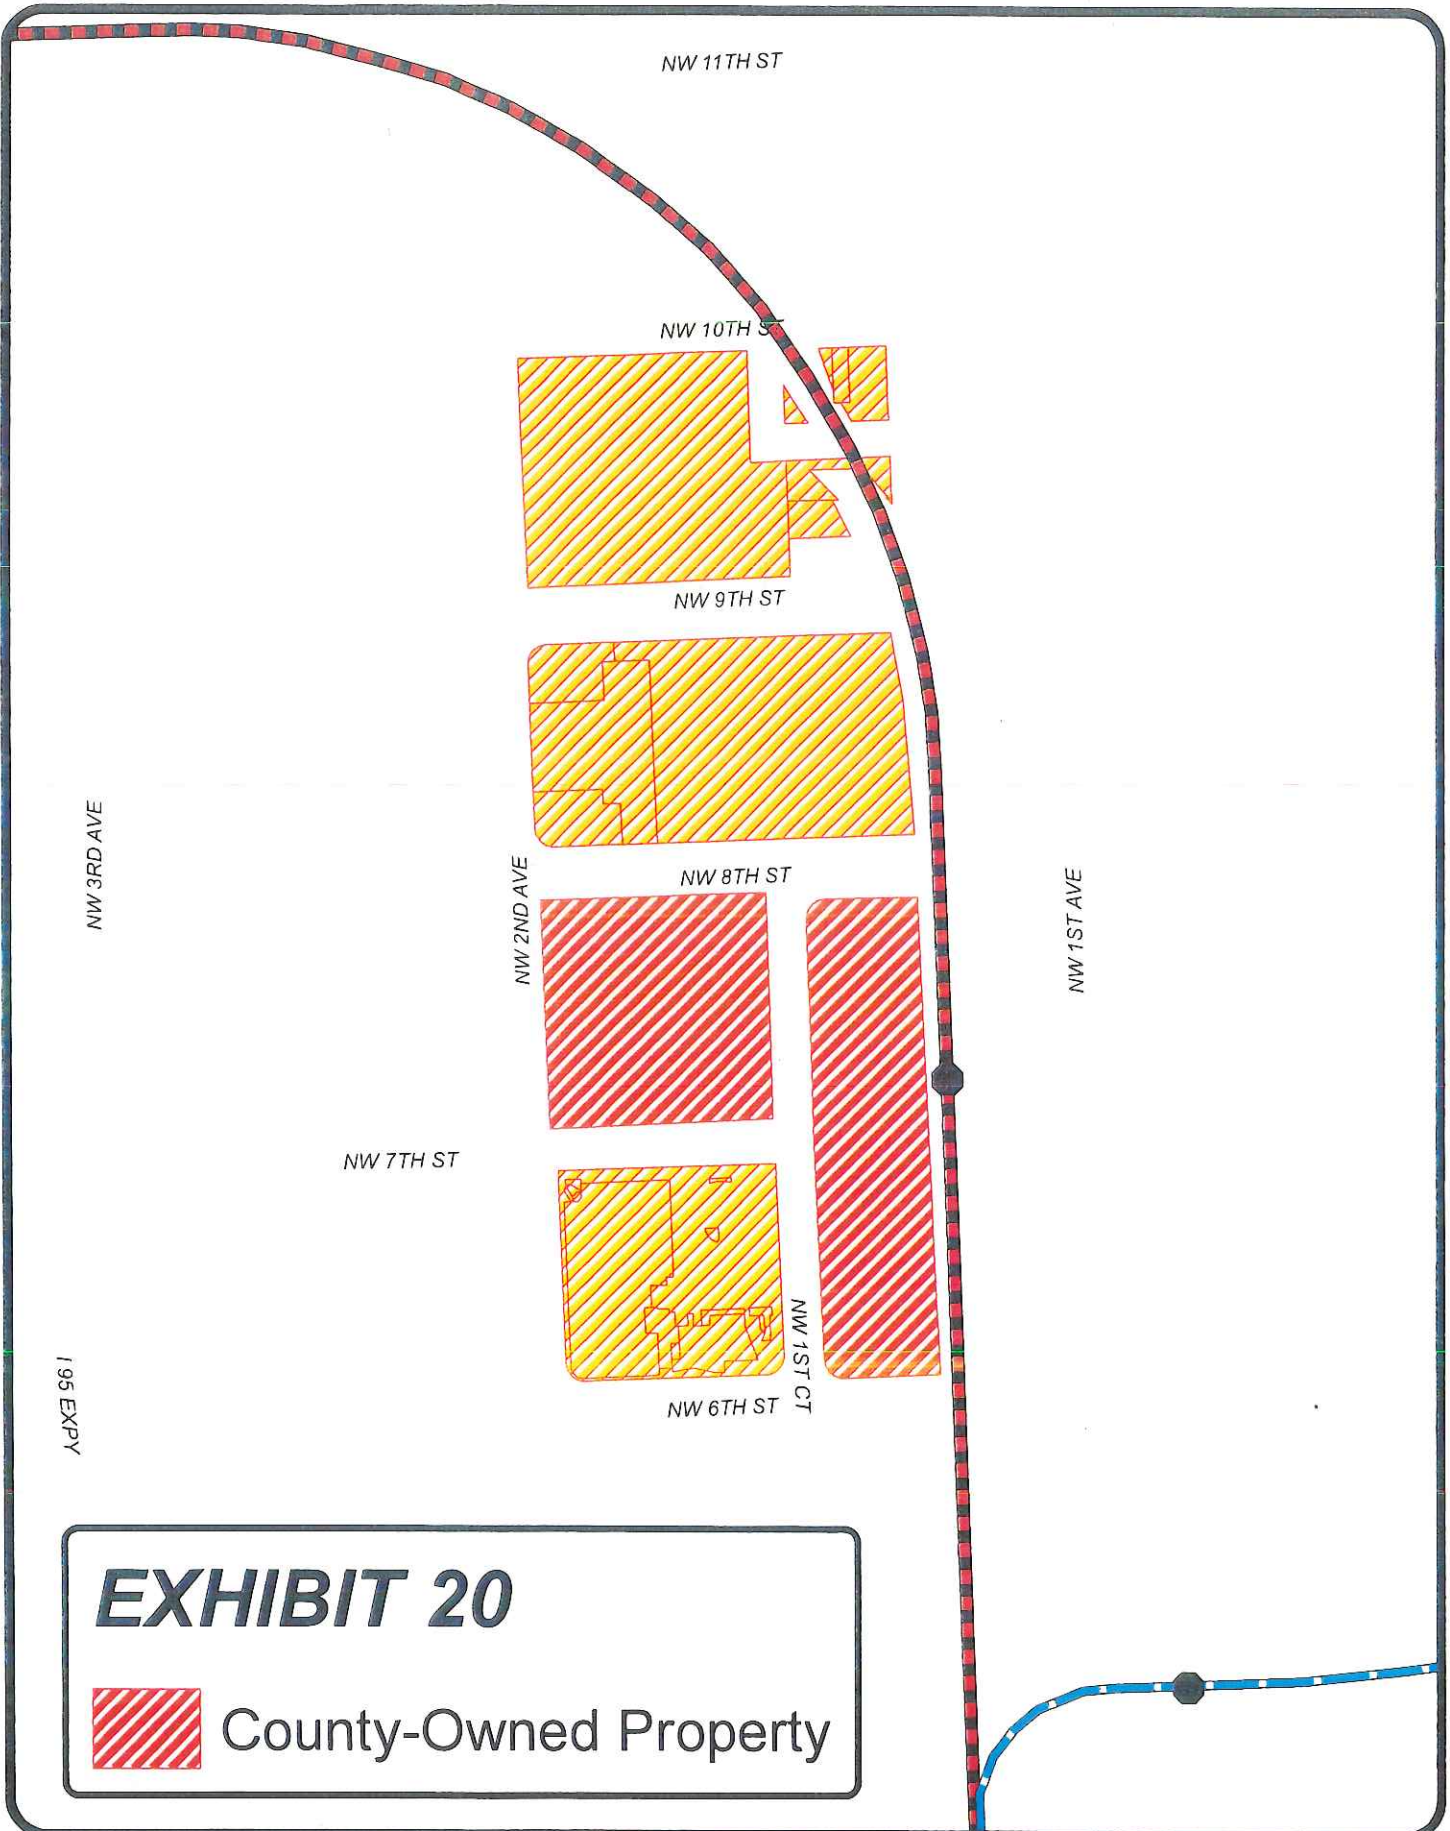 NW 11TH ST
NW 10TH ST
NW 9TH ST
NW 3RD AVE
NW 2ND AVE
NW 8TH ST
NW 1ST AVE
NW 7TH ST
NW 1ST CT
I 95 EXPY
NW 6TH ST
EXHIBIT 20
County-Owned Property